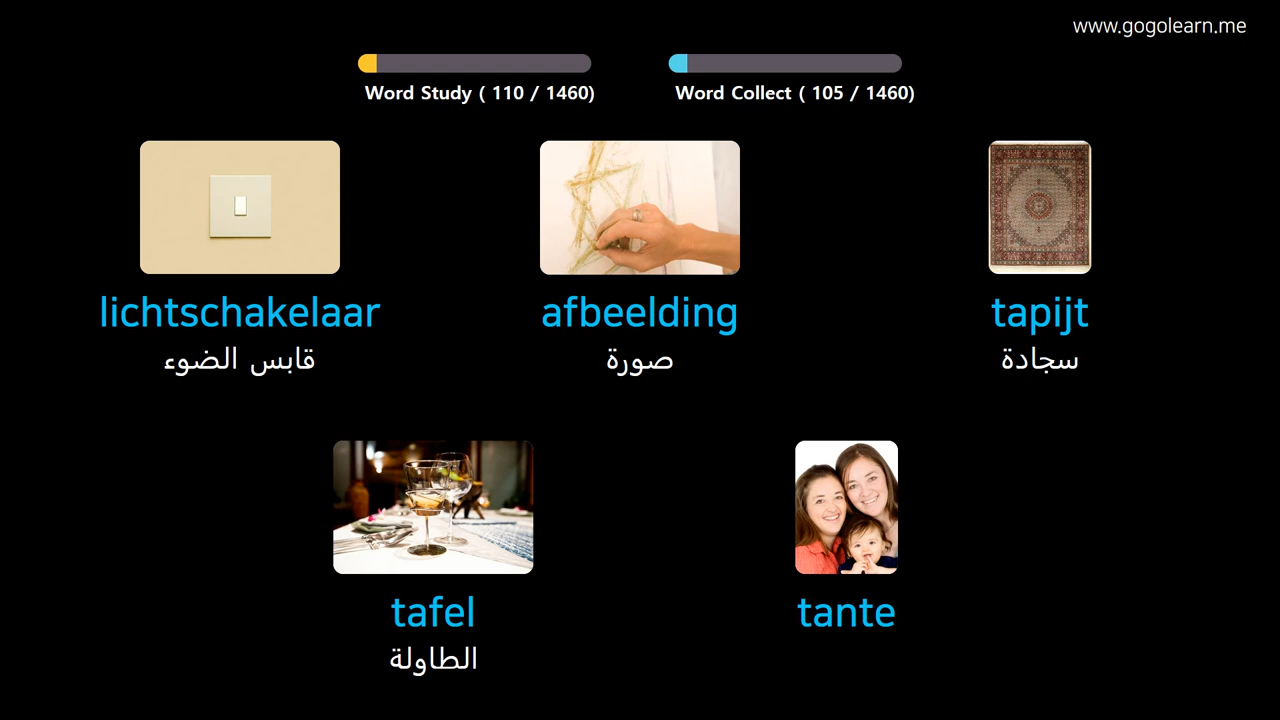 www.gogolearn.me
Word Study ( 110 / 1460)
Word Collect ( 105 / 1460)
lichtschakelaar
قابس الضوء
afbeelding
صورة
tapijt
سجادة
tafel
الطاولة
tante